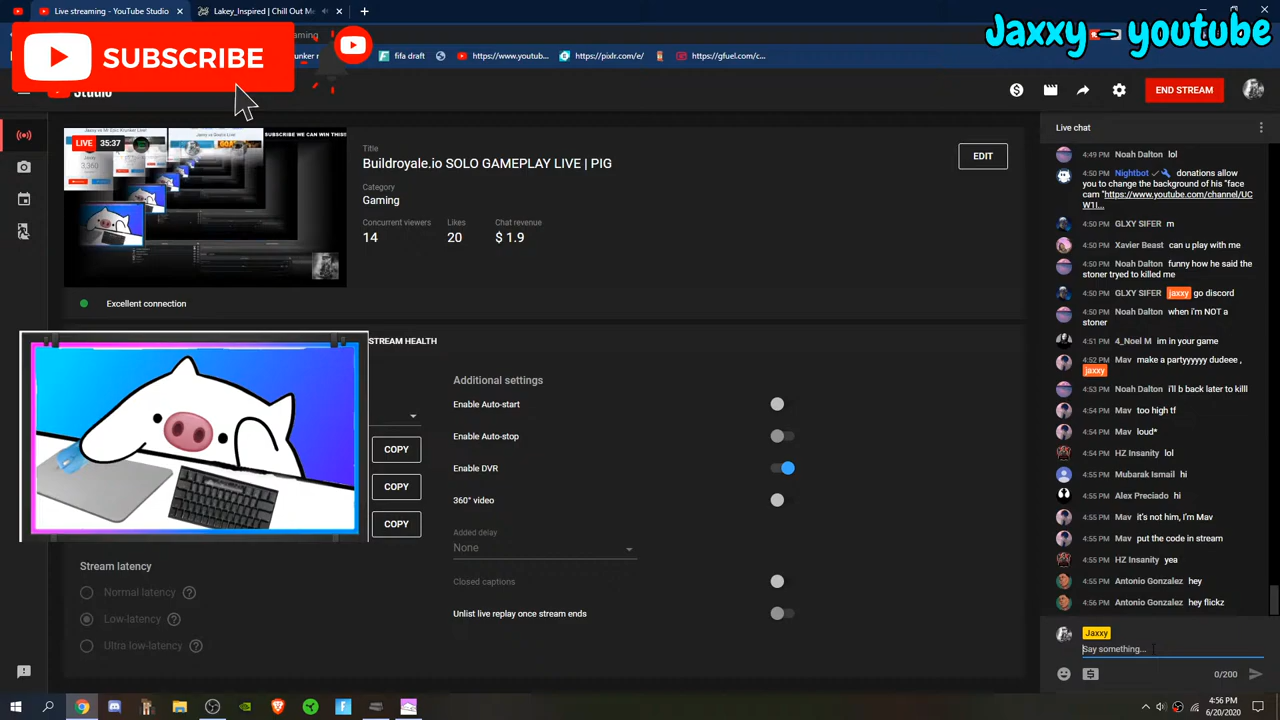 Live streaming - YouTube Studio
Lakey_Inspired | Chill Out M
SUBSCRIBE
Jaxxy - youtube
fifa draft
https://www.youtub...
https://pixlr.com/e/
https://gfuel.com/...
Studio
END STREAM
LIVE 35:37
SUBSCRIBE WE CAN WIN THIS!!
Title
Buildroyale.io SOLO GAMEPLAY LIVE | PIG
EDIT
Category
Gaming
Concurrent viewers
Likes
Chat revenue
14
20
$ 1.9
Excellent connection
STREAM HEALTH
Additional settings
Enable Auto-start
Enable Auto-stop
Enable DVR
360° video
Added delay
None
Closed captions
Unlist live replay once stream ends
COPY
COPY
COPY
Stream latency
Normal latency
Low-latency
Ultra low-latency
Live chat
4:49 PM Noah Dalton lol
4:50 PM Nightbot donations allow
you to change the background of his "face
cam "https://www.youtube.com/channel/UC
W1I...
4:50 PM GLXY SIFER m
4:50 PM Xavier Beast can u play with me
4:50 PM Noah Dalton funny how he said the
stoner tryed to killed me
4:50 PM GLXY SIFER jaxxy go discord
4:50 PM Noah Dalton when i'm NOT a
stoner
4:51 PM 4_Noel M im in your game
4:52 PM Mav make a partyyyyy dudeee ,
jaxxy
4:53 PM Noah Dalton i'll b back later to killl
4:54 PM Mav too high tf
4:54 PM Mav loud*
4:54 PM HZ Insanity lol
4:55 PM Mubarak Ismail hi
4:55 PM Alex Preciado hi
4:55 PM Mav it's not him, I'm Mav
4:55 PM Mav put the code in stream
4:55 PM HZ Insanity yea
4:55 PM Antonio Gonzalez hey
4:56 PM Antonio Gonzalez hey flickz
Jaxxy
Say something...
0/200
4:56 PM
6/20/2020